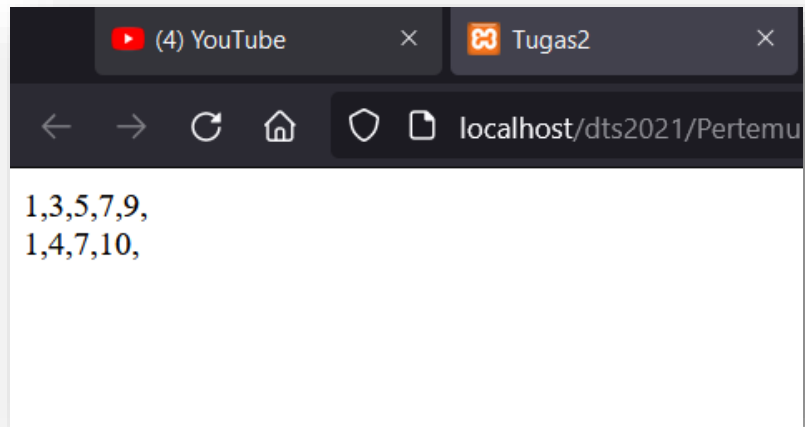 (4) YouTube
Tugas2
localhost/dts2021/Pertemu
1,3,5,7,9,
1,4,7,10,